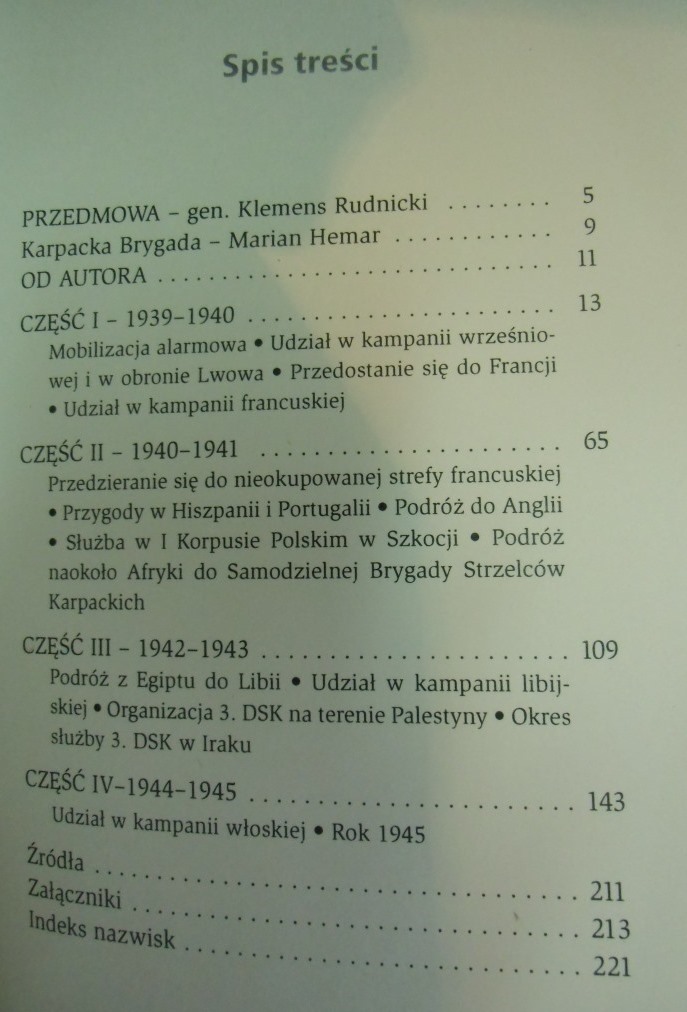 Spis treści
PRZEDMOWA – gen. Klemens Rudnicki ........ 5
Karpacka Brygada – Marian Hemar ............ 9
OD AUTORA .............................. 11
CZĘŚĆ I – 1939–1940 ........................ 13
Mobilizacja alarmowa • Udział w kampanii wrześnio-
wej i w obronie Lwowa • Przedostanie się do Francji
• Udział w kampanii francuskiej
CZĘŚĆ II – 1940–1941 ....................... 65
Przedzieranie się do nieokupowanej strefy francuskiej
• Przygody w Hiszpanii i Portugalii • Podróż do Anglii
• Służba w I Korpusie Polskim w Szkocji • Podróż
naokoło Afryki do Samodzielnej Brygady Strzelców
Karpackich
CZĘŚĆ III – 1942–1943 ....................... 109
Podróż z Egiptu do Libii • Udział w kampanii libij-
skiej • Organizacja 3. DSK na terenie Palestyny • Okres
służby 3. DSK w Iraku
CZĘŚĆ IV–1944–1945 ........................ 143
Udział w kampanii włoskiej • Rok 1945
Źródła .................................... 211
Załączniki ................................. 213
Indeks nazwisk ............................. 221